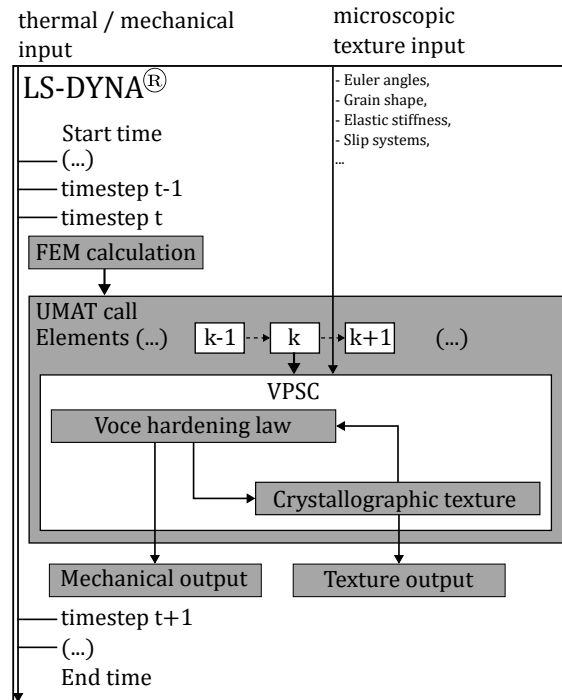 thermal / mechanical
input
microscopic
texture input
LS-DYNA®
- Euler angles,
- Grain shape,
- Elastic stiffness,
- Slip systems,
...
Start time
(...)
timestep t-1
timestep t
FEM calculation
UMAT call
Elements (...) k-1 k k+1 (...)
VPSC
Voce hardening law
Crystallographic texture
Mechanical output Texture output
timestep t+1
(...)
End time